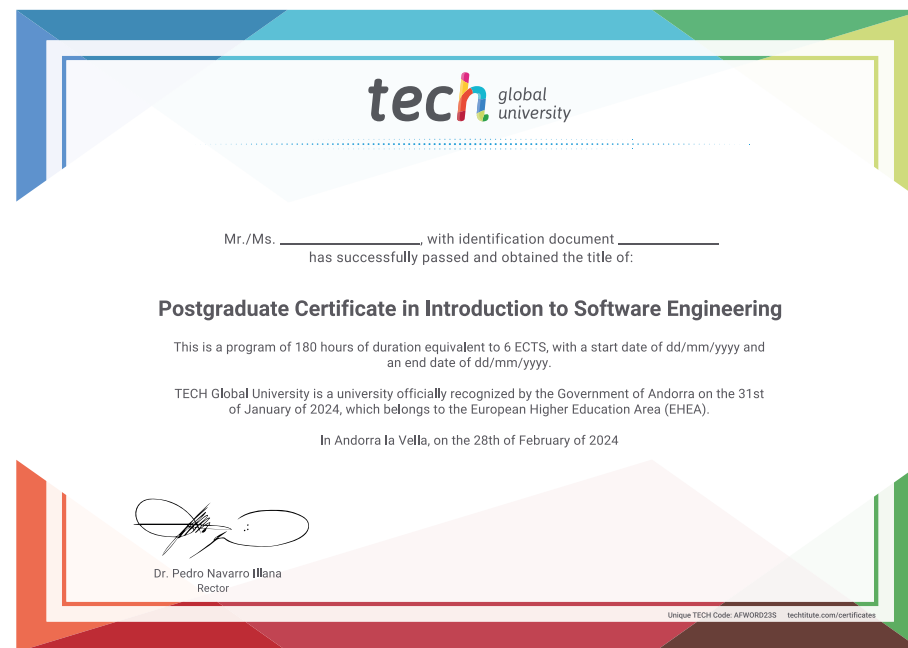 tech global university
Mr./Ms. ____________________, with identification document ______________
has successfully passed and obtained the title of:
Postgraduate Certificate in Introduction to Software Engineering
This is a program of 180 hours of duration equivalent to 6 ECTS, with a start date of dd/mm/yyyy and
an end date of dd/mm/yyyy.
TECH Global University is a university officially recognized by the Government of Andorra on the 31st
of January of 2024, which belongs to the European Higher Education Area (EHEA).
In Andorra la Vella, on the 28th of February of 2024
Dr. Pedro Navarro Illana
Rector
Unique TECH Code: AFWORD23S techtitute.com/certificates